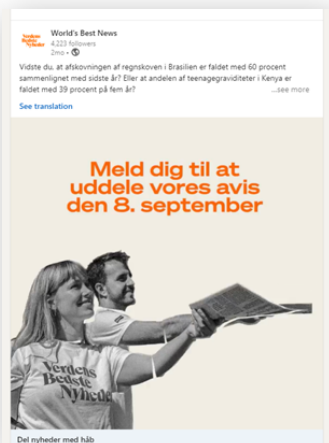 Verdens
Bedste
Nyheder
World's Best News
4,223 followers
2mo •
Vidste du, at afskovningen af regnskoven i Brasilien er faldet med 60 procent
sammenlignet med sidste år? Eller at andelen af teenagegraviditeter i Kenya er
faldet med 39 procent på fem år?
...see more
See translation
Meld dig til at
uddele vores avis
den 8. september
Verdens
Bedste
Nyheder
Del nyheder med håb